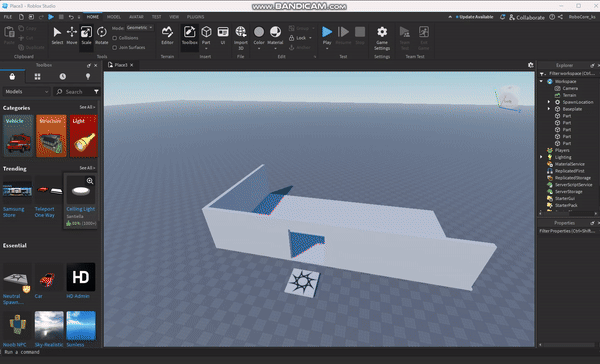 Place3 - Roblox Studio
www.BANDICAM.com
HOME MODEL AVATAR TEST VIEW PLUGINS
Update Available Collaborate RoboCore_ks
Paste
Select Move Scale Rotate
Mode: Geometric
Collisions
Join Surfaces
Editor Toolbox Part UI Import 3D Color Material
Group
Lock
Anchor
Play Resume Stop Game Settings Team Test Exit Game
Clipboard Tools Terrain Insert File Edit Test Settings Team Test
Toolbox
Place3
Models
Search
Categories See All >
Vehicle Structure Light
Trending See All >
Samsung Store
Teleport One Way
Ceiling Light
Essential
Neutral Spawn...
Car
HD Admin
HD
Noob NPC
Sky-Realistic
Sunless
Run a command
Explorer
Filter workspace (Ctrl+Shift...
Workspace
Camera
Terrain
SpawnLocation
Baseplate
Part
Part
Part
Part
Part
Players
Lighting
MaterialService
ReplicatedFirst
ReplicatedStorage
ServerScriptService
ServerStorage
StarterGui
StarterPack
Properties
Filter Properties (Ctrl+Shift...